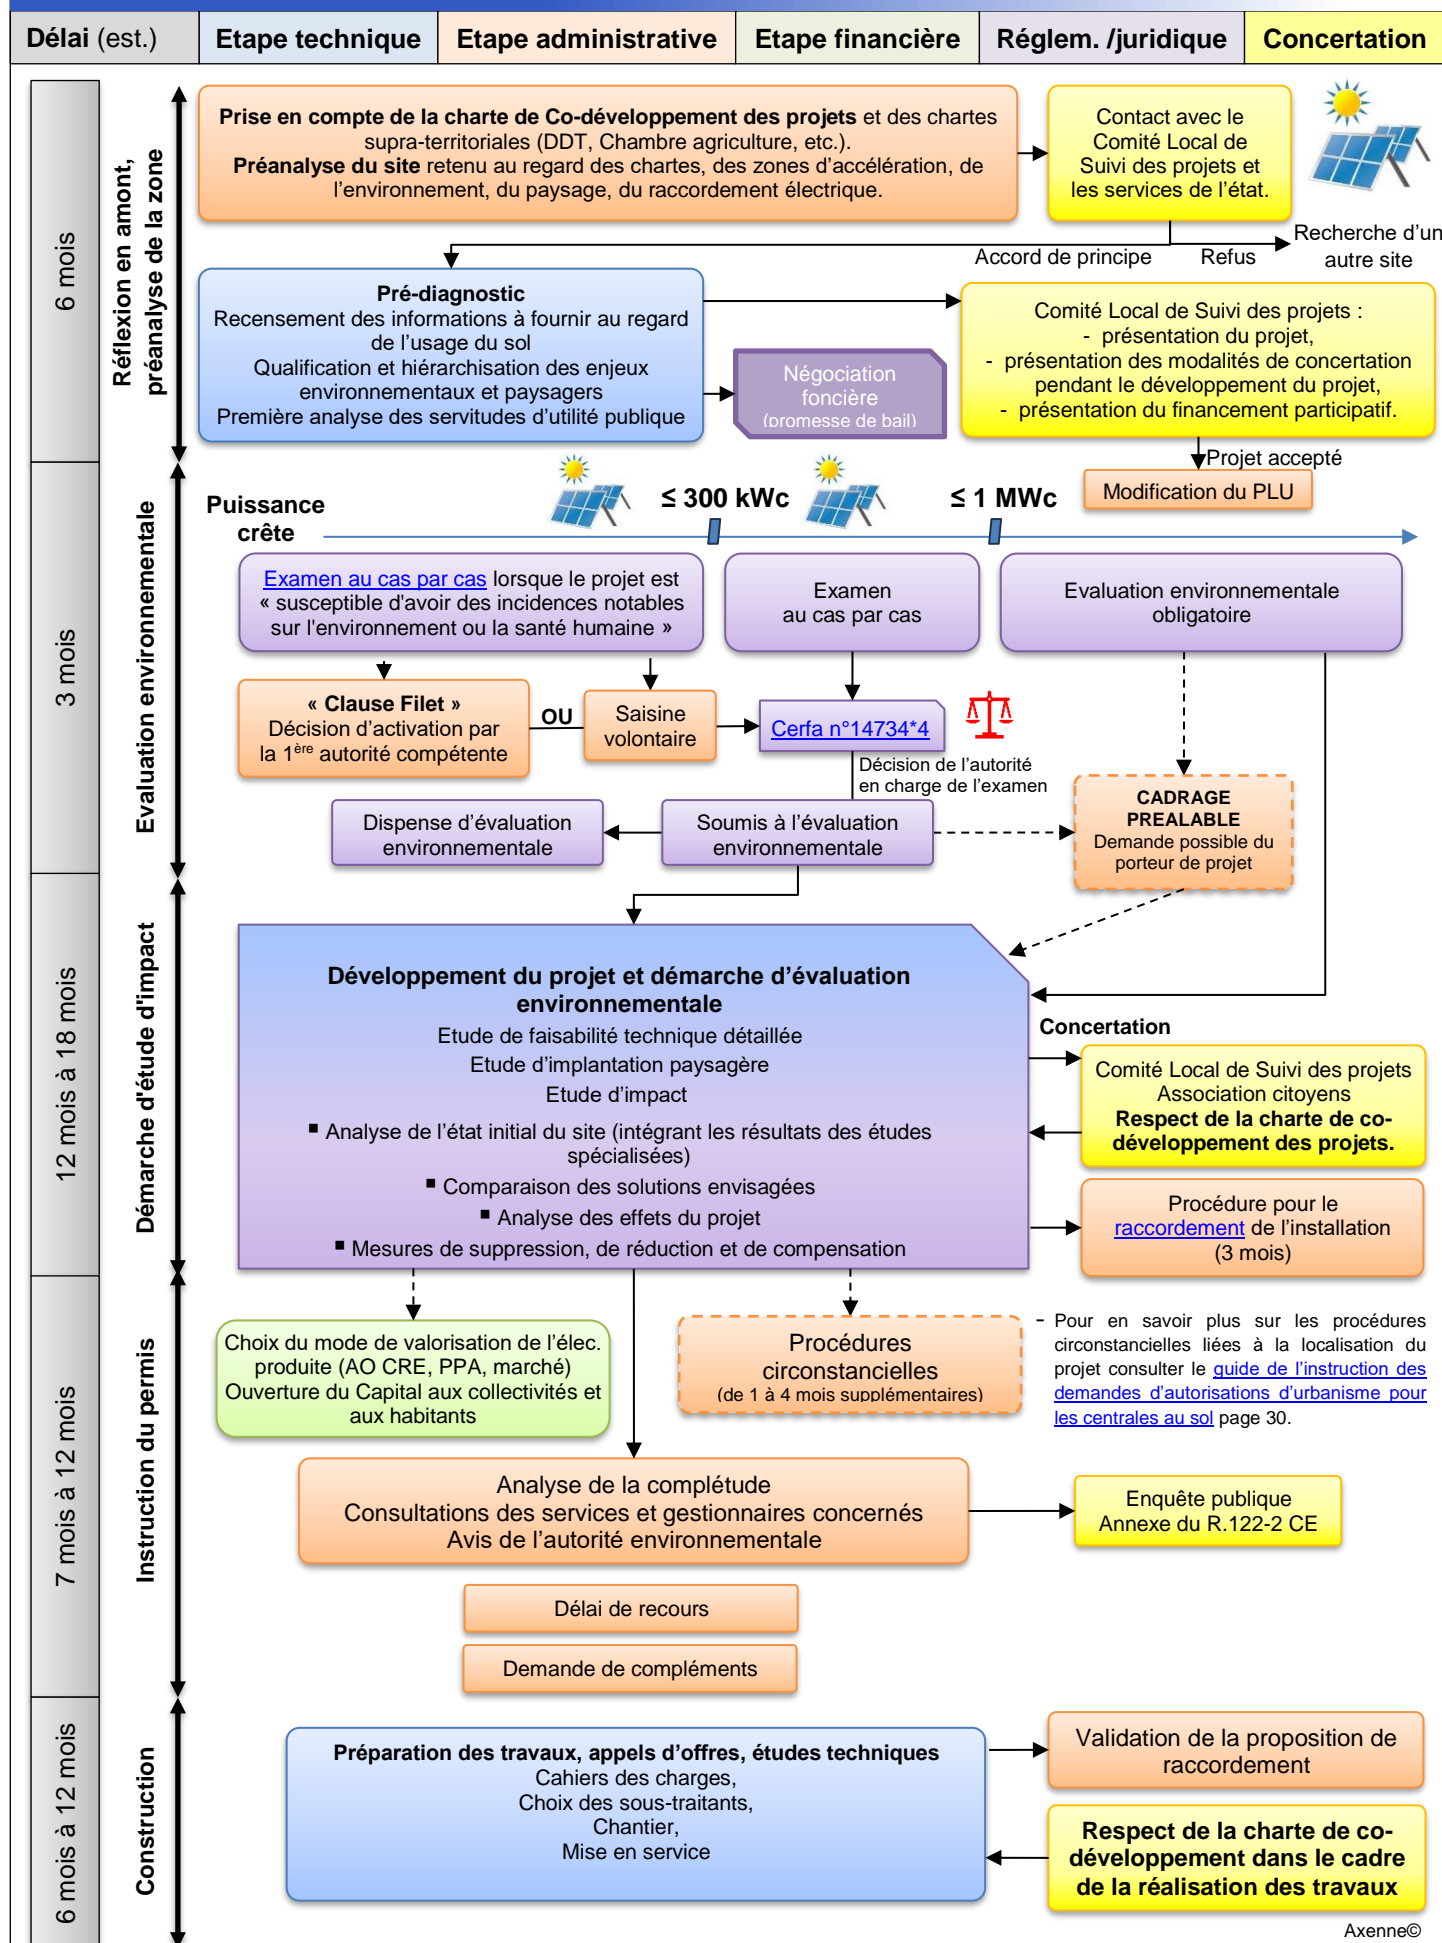 Délai (est.)
Etape technique
Etape administrative
Etape financière
Réglem. /juridique
Concertation
6 mois
Réflexion en amont,
préanalyse de la zone
Prise en compte de la charte de Co-développement des projets et des chartes
supra-territoriales (DDT, Chambre agriculture, etc.).
Préanalyse du site retenu au regard des chartes, des zones d'accélération, de
l'environnement, du paysage, du raccordement électrique.
Contact avec le
Comité Local de
Suivi des projets et
les services de l'état.
Accord de principe
Refus
Recherche d'un
autre site
Pré-diagnostic
Recensement des informations à fournir au regard
de l'usage du sol
Qualification et hiérarchisation des enjeux
environnementaux et paysagers
Première analyse des servitudes d'utilité publique
Négociation
foncière
(promesse de bail)
Comité Local de Suivi des projets :
- présentation du projet,
- présentation des modalités de concertation
pendant le développement du projet,
- présentation du financement participatif.
Projet accepté
Modification du PLU
3 mois
Evaluation environnementale
Puissance
crête
≤ 300 kWc
≤ 1 MWc
Examen au cas par cas lorsque le projet est
« susceptible d'avoir des incidences notables
sur l'environnement ou la santé humaine »
Examen
au cas par cas
Evaluation environnementale
obligatoire
« Clause Filet »
Décision d'activation par
la 1ère autorité compétente
OU
Saisine
volontaire
Cerfa n°14734*4
Décision de l'autorité
en charge de l'examen
Dispense d'évaluation
environnementale
Soumis à l'évaluation
environnementale
CADRAGE
PREALABLE
Demande possible du
porteur de projet
12 mois à 18 mois
Démarche d'étude d'impact
Développement du projet et démarche d'évaluation
environnementale
Etude de faisabilité technique détaillée
Etude d'implantation paysagère
Etude d'impact
▪ Analyse de l'état initial du site (intégrant les résultats des études
spécialisées)
▪ Comparaison des solutions envisagées
▪ Analyse des effets du projet
▪ Mesures de suppression, de réduction et de compensation
Concertation
Comité Local de Suivi des projets
Association citoyens
Respect de la charte de co-
développement des projets.
Procédure pour le
raccordement de l'installation
(3 mois)
7 mois à 12 mois
Instruction du permis
Choix du mode de valorisation de l'élec.
produite (AO CRE, PPA, marché)
Ouverture du Capital aux collectivités et
aux habitants
Procédures
circonstancielles
(de 1 à 4 mois supplémentaires)
- Pour en savoir plus sur les procédures
circonstancielles liées à la localisation du
projet consulter le guide de l'instruction des
demandes d'autorisations d'urbanisme pour
les centrales au sol page 30.
Analyse de la complétude
Consultations des services et gestionnaires concernés
Avis de l'autorité environnementale
Enquête publique
Annexe du R.122-2 CE
Délai de recours
Demande de compléments
6 mois à 12 mois
Construction
Préparation des travaux, appels d'offres, études techniques
Cahiers des charges,
Choix des sous-traitants,
Chantier,
Mise en service
Validation de la proposition de
raccordement
Respect de la charte de co-
développement dans le cadre
de la réalisation des travaux
Axenne©